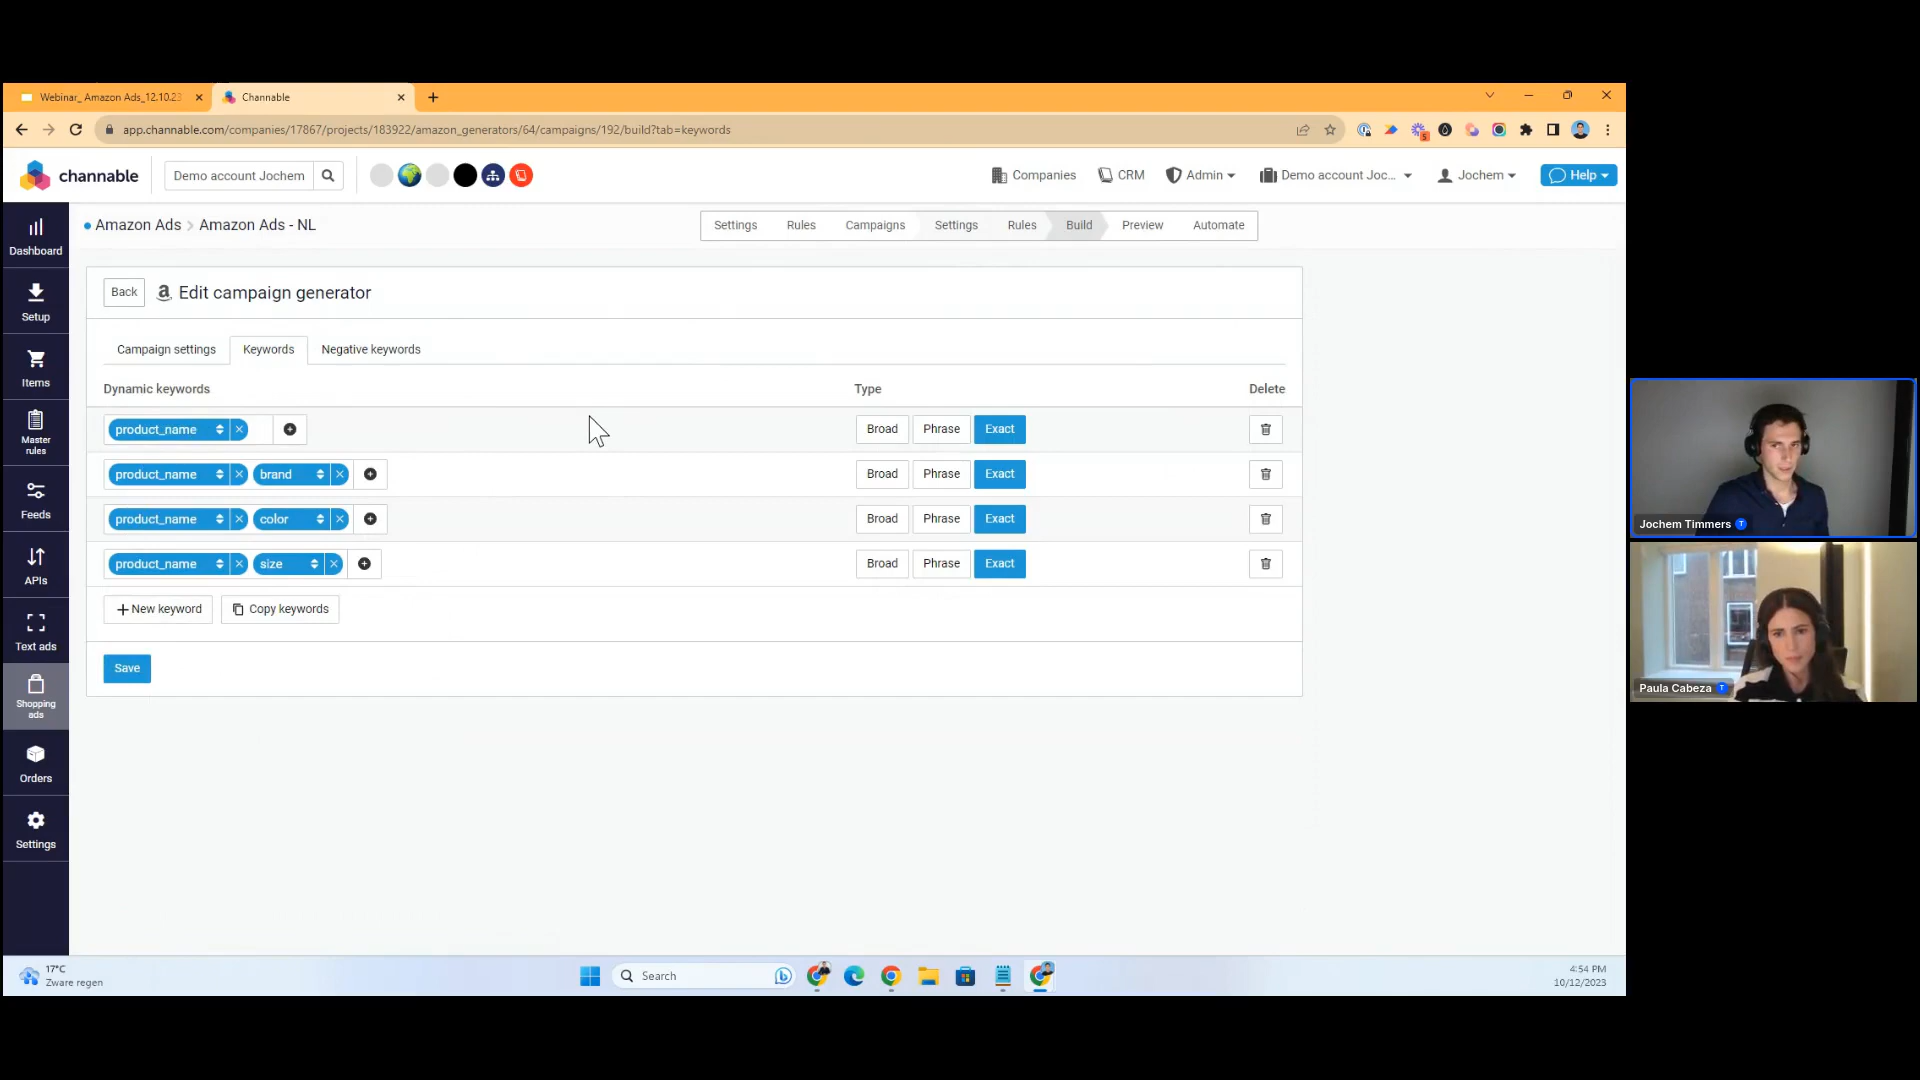 Webinar_ Amazon Ads_12.10.23
Channable
app.channable.com/companies/17867/projects/183922/amazon_generators/64/campaigns/192/build?tab=keywords
5
channable
Demo account Jochem
Companies
CRM
Admin
Demo account Joc...
Jochem
Help
Dashboard
Setup
Items
Master
rules
Feeds
APIs
Text ads
Shopping
ads
Orders
Settings
Amazon Ads > Amazon Ads - NL
Settings
Rules
Campaigns
Settings
Rules
Build
Preview
Automate
Back
a Edit campaign generator
Campaign settings
Keywords
Negative keywords
Dynamic keywords
Type
Delete
product_name
Broad
Phrase
Exact
product_name
brand
Broad
Phrase
Exact
product_name
color
Broad
Phrase
Exact
product_name
size
Broad
Phrase
Exact
New keyword
Copy keywords
Save
Jochem Timmers
T
Paula Cabeza
T
17°C
Zware regen
Search
4:54 PM
10/12/2023